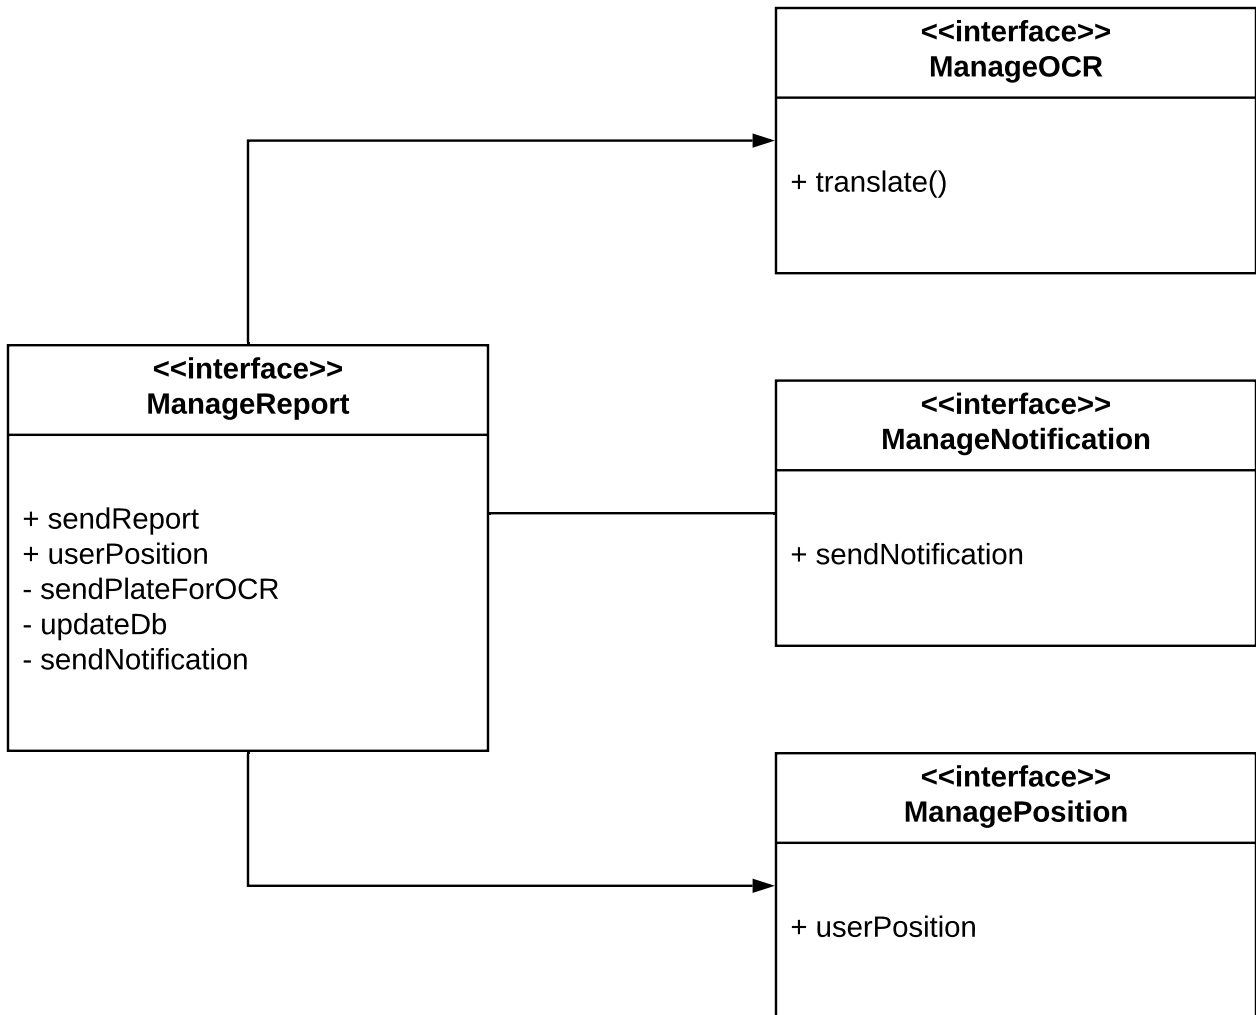 <<interface>>
ManageOCR
+ translate()
<<interface>>
ManageReport
+ sendReport
+ userPosition
- sendPlateForOCR
- updateDb
- sendNotification
<<interface>>
ManageNotification
+ sendNotification
<<interface>>
ManagePosition
+ userPosition